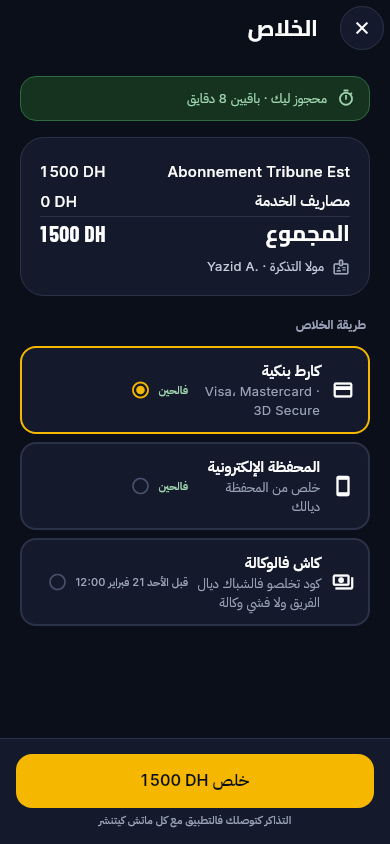 الخلاص
محجوز ليك · باقيين 8 دقايق
Abonnement Tribune Est 1500 DH
مصاريف الخدمة 0 DH
المجموع 1500 DH
مولا التذكرة · Yazid A.
طريقة الخلاص
كارط بنكية
Visa، Mastercard ·
3D Secure
فالحين
المحفظة الإلكترونية
خلص من المحفظة
ديالك
فالحين
كاش فالوكالة
كود تخلصو فالشباك ديال
الفريق ولا فشي وكالة
قبل الأحد 21 فبراير 12:00
خلص 1500 DH
التذاكر كتوصلك فالتطبيق مع كل ماتش كيتنشر